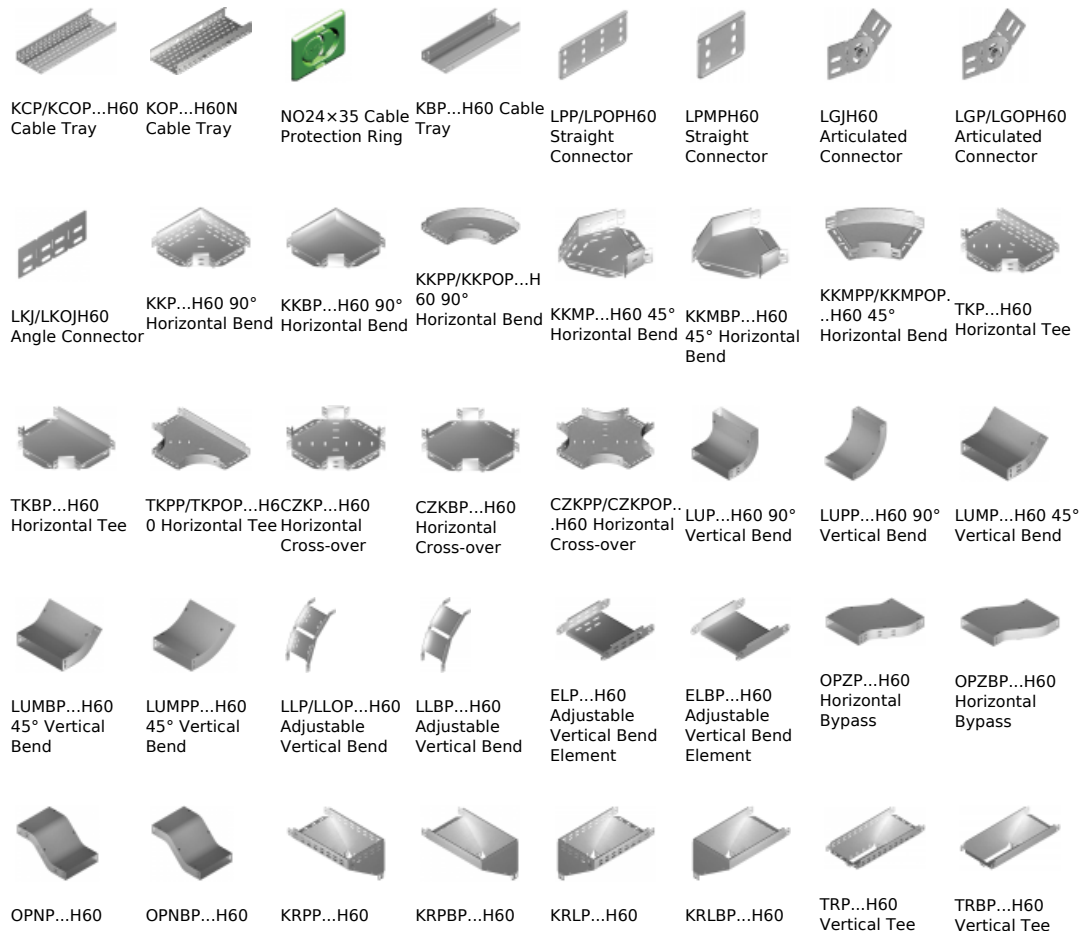 KCP/KCOP...H60
Cable Tray
KOP...H60N
Cable Tray
NO24×35 Cable
Protection Ring
KBP...H60 Cable
Tray
LPP/LPOPH60
Straight
Connector
LPMPH60
Straight
Connector
LGJH60
Articulated
Connector
LGP/LGOPH60
Articulated
Connector
LKJ/LKOJH60
Angle Connector
KKP...H60 90°
Horizontal Bend
KKBP...H60 90°
Horizontal Bend
KKPP/KKPOP...H
60 90°
Horizontal Bend
KKMP...H60 45°
Horizontal Bend
KKMBP...H60
45° Horizontal
Bend
KKMPP/KKMPOP.
..H60 45°
Horizontal Bend
TKP...H60
Horizontal Tee
TKBP...H60
Horizontal Tee
TKPP/TKPOP...H6
0 Horizontal Tee
CZKP...H60
Horizontal
Cross-over
CZKBP...H60
Horizontal
Cross-over
CZKPP/CZKPOP..
.H60 Horizontal
Cross-over
LUP...H60 90°
Vertical Bend
LUPP...H60 90°
Vertical Bend
LUMP...H60 45°
Vertical Bend
LUMBP...H60
45° Vertical
Bend
LUMPP...H60
45° Vertical
Bend
LLP/LLOP...H60
Adjustable
Vertical Bend
LLBP...H60
Adjustable
Vertical Bend
ELP...H60
Adjustable
Vertical Bend
Element
ELBP...H60
Adjustable
Vertical Bend
Element
OPZP...H60
Horizontal
Bypass
OPZBP...H60
Horizontal
Bypass
OPNP...H60
OPNBP...H60
KRPP...H60
KRPBP...H60
KRLP...H60
KRLBP...H60
TRP...H60
Vertical Tee
TRBP...H60
Vertical Tee